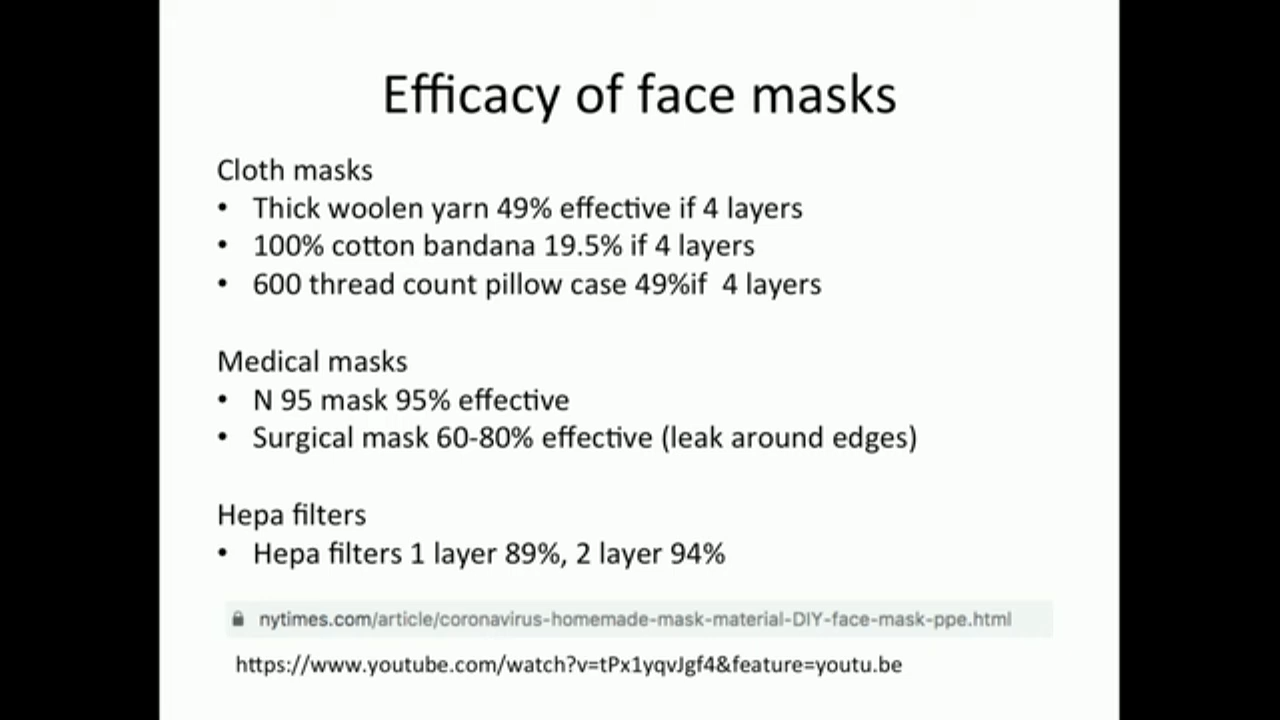 Efficacy of face masks
Cloth masks
• Thick woolen yarn 49% effective if 4 layers
• 100% cotton bandana 19.5% if 4 layers
• 600 thread count pillow case 49%if  4 layers
Medical masks
• N 95 mask 95% effective
• Surgical mask 60-80% effective (leak around edges)
Hepa filters
• Hepa filters 1 layer 89%, 2 layer 94%
nytimes.com/article/coronavirus-homemade-mask-material-DIY-face-mask-ppe.html
https://www.youtube.com/watch?v=tPx1yqvJgf4&feature=youtu.be